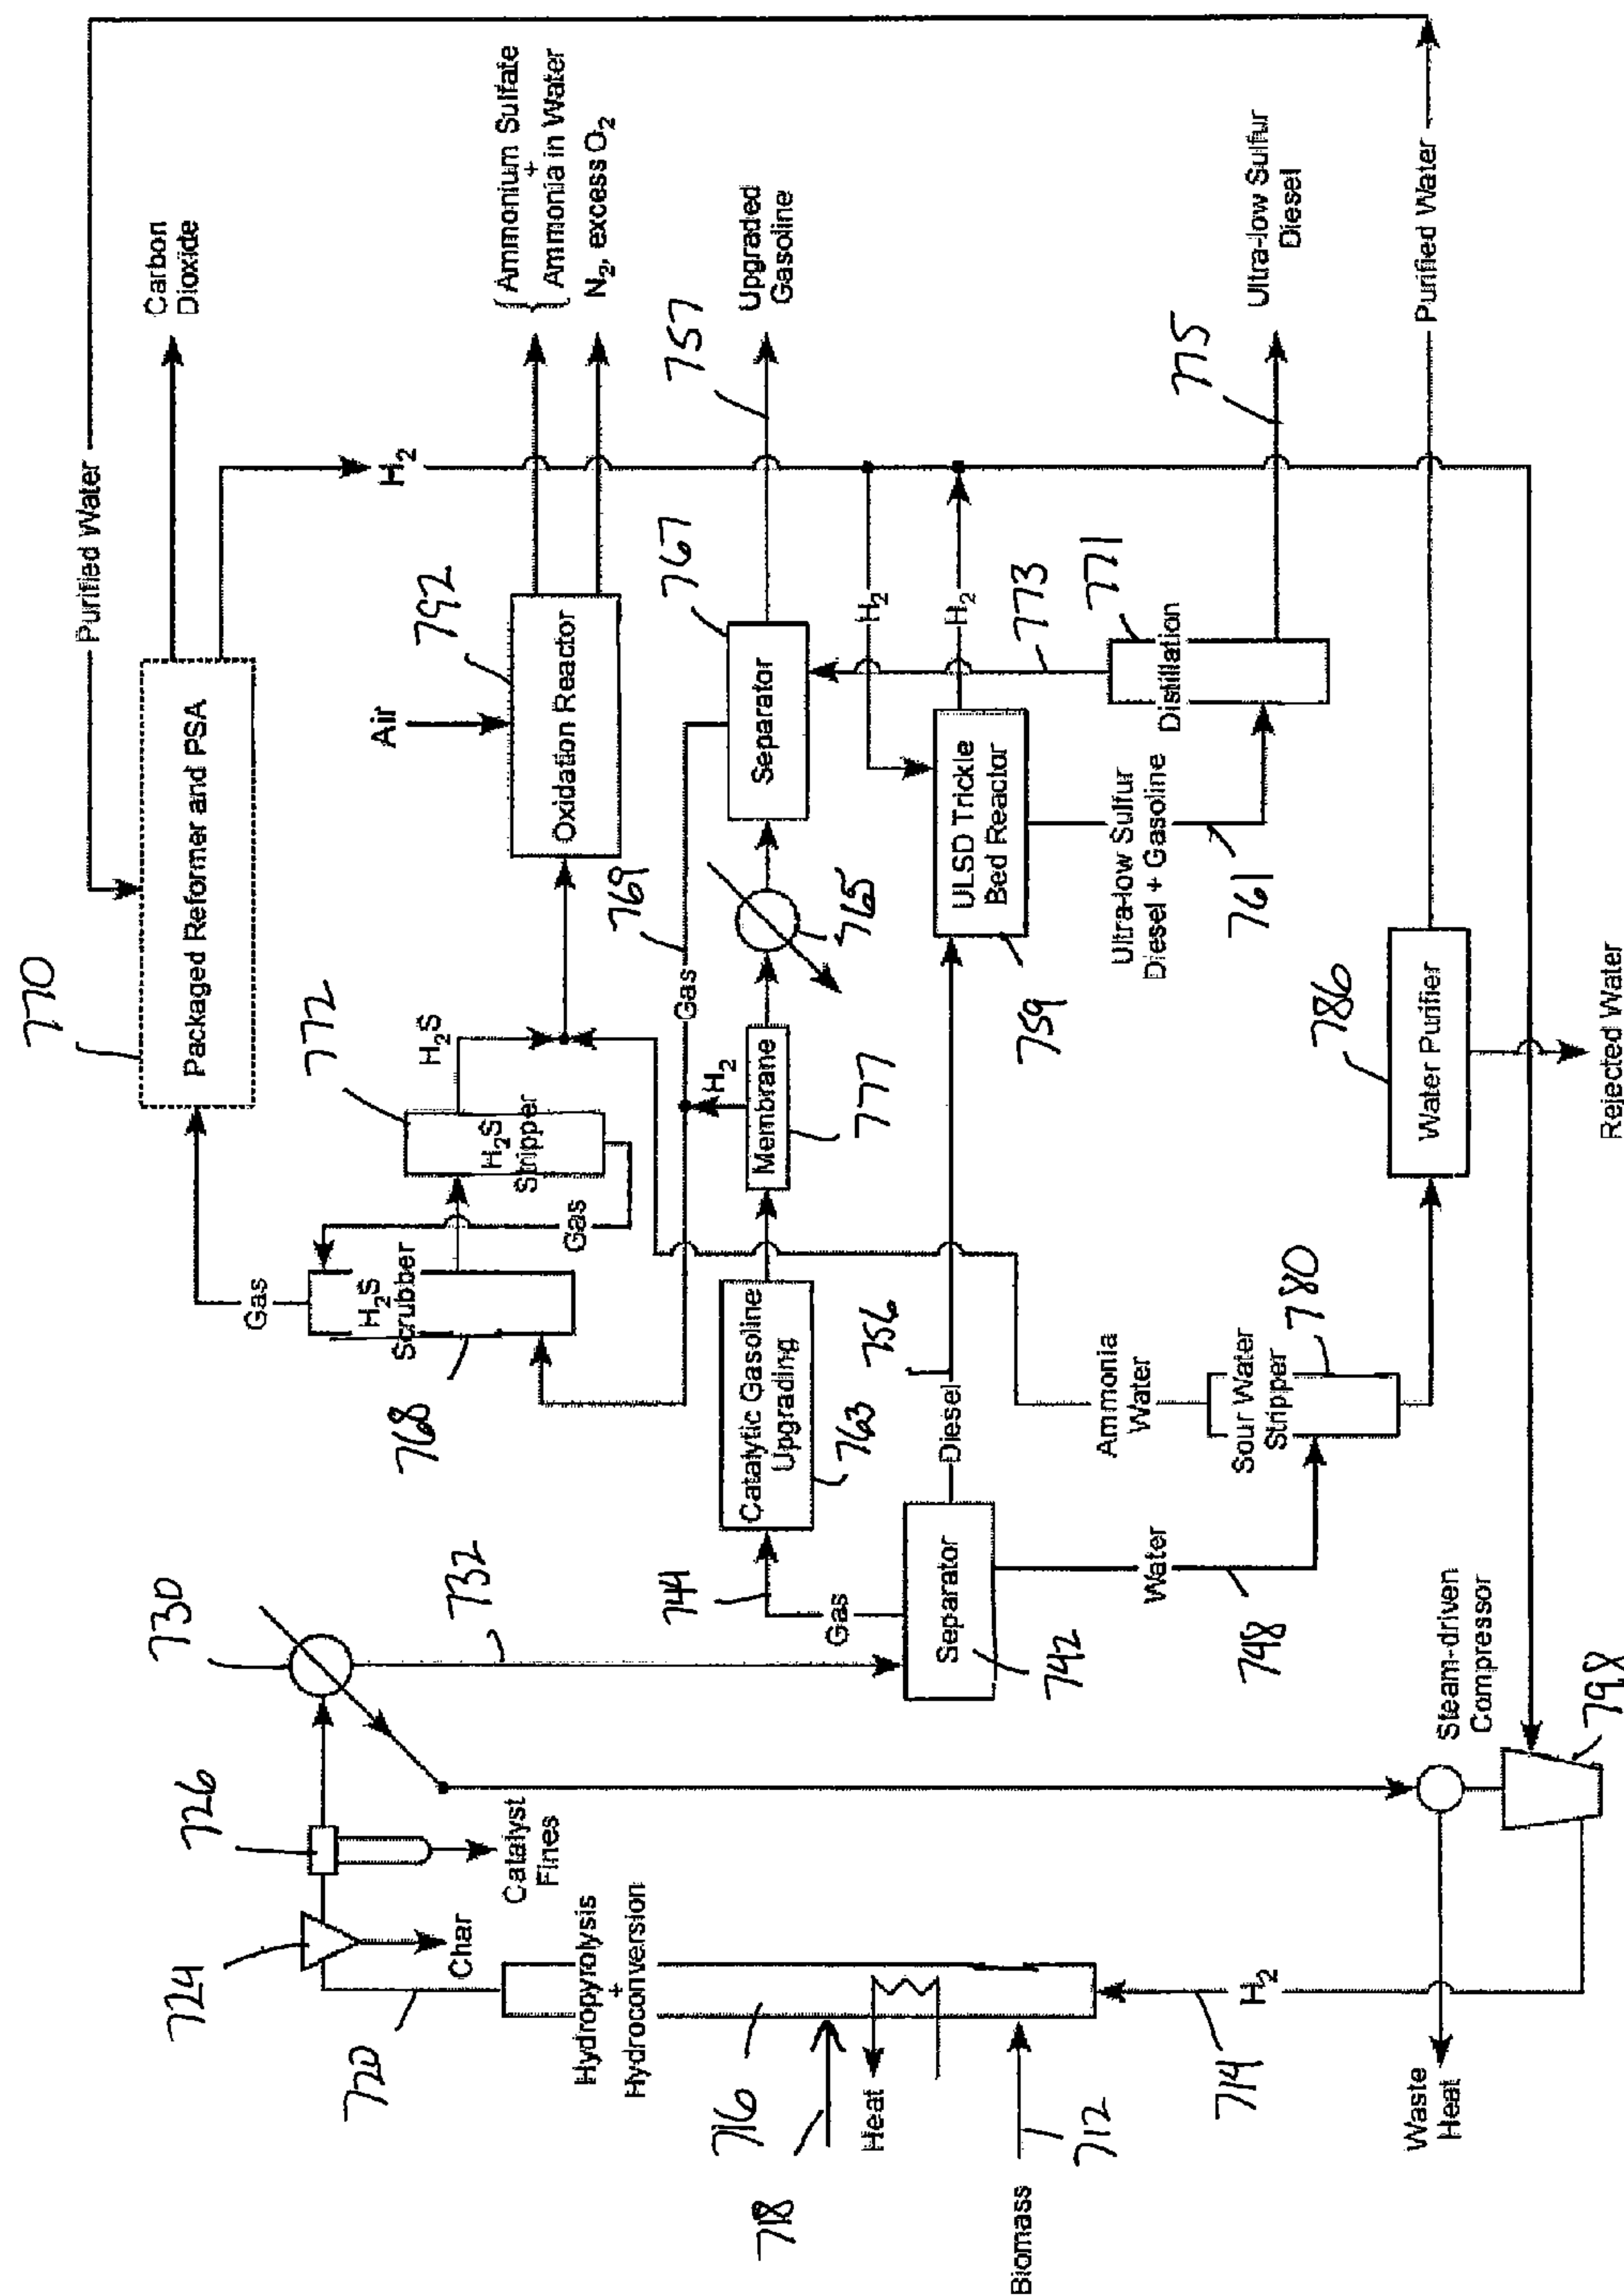 Biomass
712
718
716
Heat
Hydropyrolysis
+
Hydroconversion
H2
714
Waste
Heat
720
724
Char
726
Catalyst
Fines
730
732
Steam-driven
Compressor
798
Separator
742
Gas
744
Water
748
Diesel
756
Catalytic Gasoline
Upgrading
763
Sour Water
Stripper
780
Ammonia
Water
H2S
Scrubber
768
Gas
Gas
H2S
Stripper
772
H2S
Membrane
777
H2
Gas
769
765
ULSD Trickle
Bed Reactor
759
Ultra-low Sulfur
Diesel + Gasoline
761
Water Purifier
786
Rejected Water
Packaged Reformer and PSA
770
Air
Oxidation Reactor
792
Separator
767
H2
H2
773
Distillation
771
H2
Purified Water
Carbon
Dioxide
Ammonium Sulfate
+
Ammonia in Water
N2, excess O2
Upgraded
Gasoline
757
Ultra-low Sulfur
Diesel
775
Purified Water